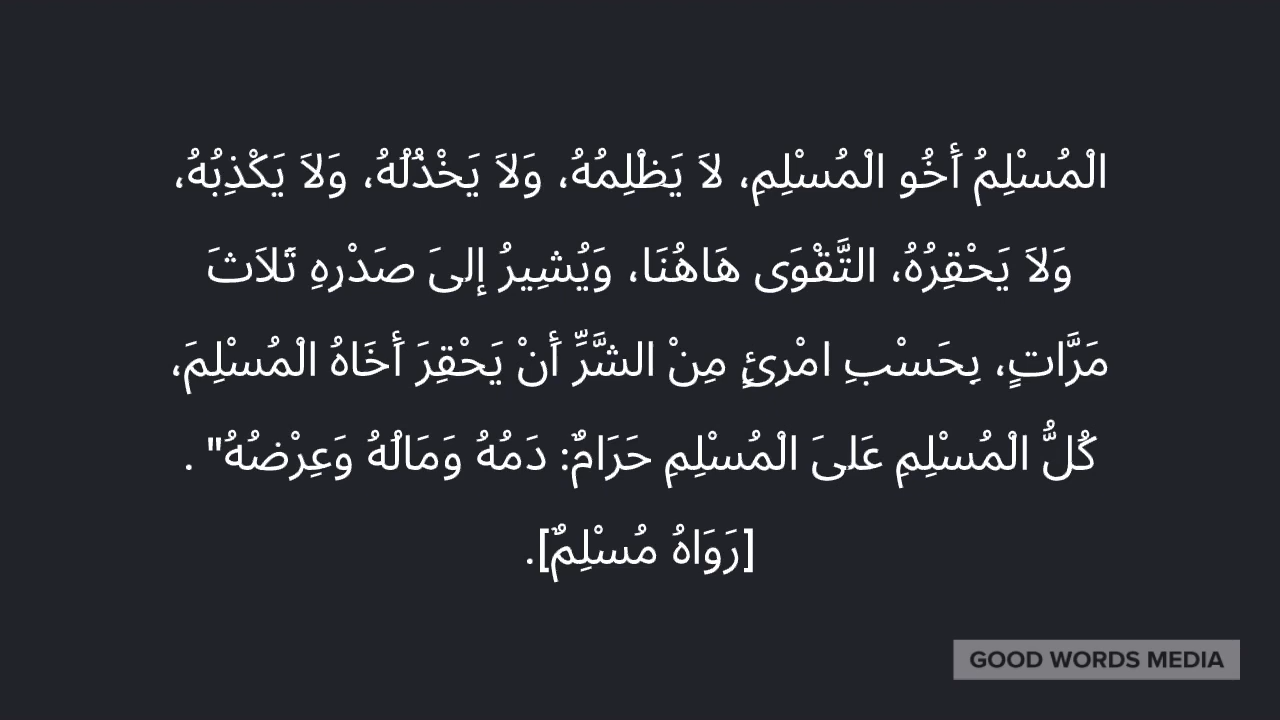 الْمُسْلِمُ أَخُو الْمُسْلِمِ، لاَ يَظْلِمُهُ، وَلاَ يَخْذُلُهُ، وَلاَ يَكْذِبُهُ،
وَلاَ يَحْقِرُهُ، التَّقْوَى هَاهُنَا، وَيُشِيرُ إلىَ صَدْرِهِ ثَلاَثَ
مَرَّاتٍ، بِحَسْبِ امْرِئٍ مِنْ الشَّرِّ أَنْ يَحْقِرَ أَخَاهُ الْمُسْلِمَ،
كُلُّ الْمُسْلِمِ عَلىَ الْمُسْلِمِ حَرَامٌ: دَمُهُ وَمَالُهُ وَعِرْضُهُ" .
[رَوَاهُ مُسْلِمٌ].
GOOD WORDS MEDIA